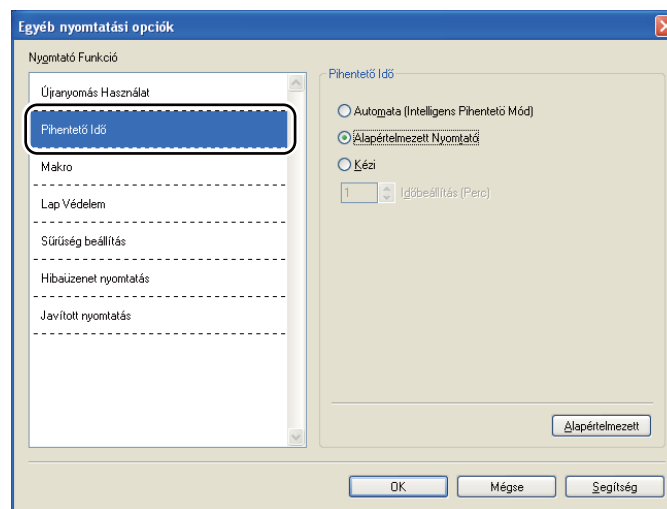 Egyéb nyomtatási opciók
Nyomtató Funkció
Újranyomás Használat
Pihentető Idő
Makro
Lap Védelem
Sűrűség beállítás
Hibaüzenet nyomtatás
Javított nyomtatás
Pihentető Idő
Automata (Intelligens Pihentető Mód)
Alapértelmezett Nyomtató
Kézi
1 Időbeállítás (Perc)
Alapértelmezett
OK Mégse Segítség